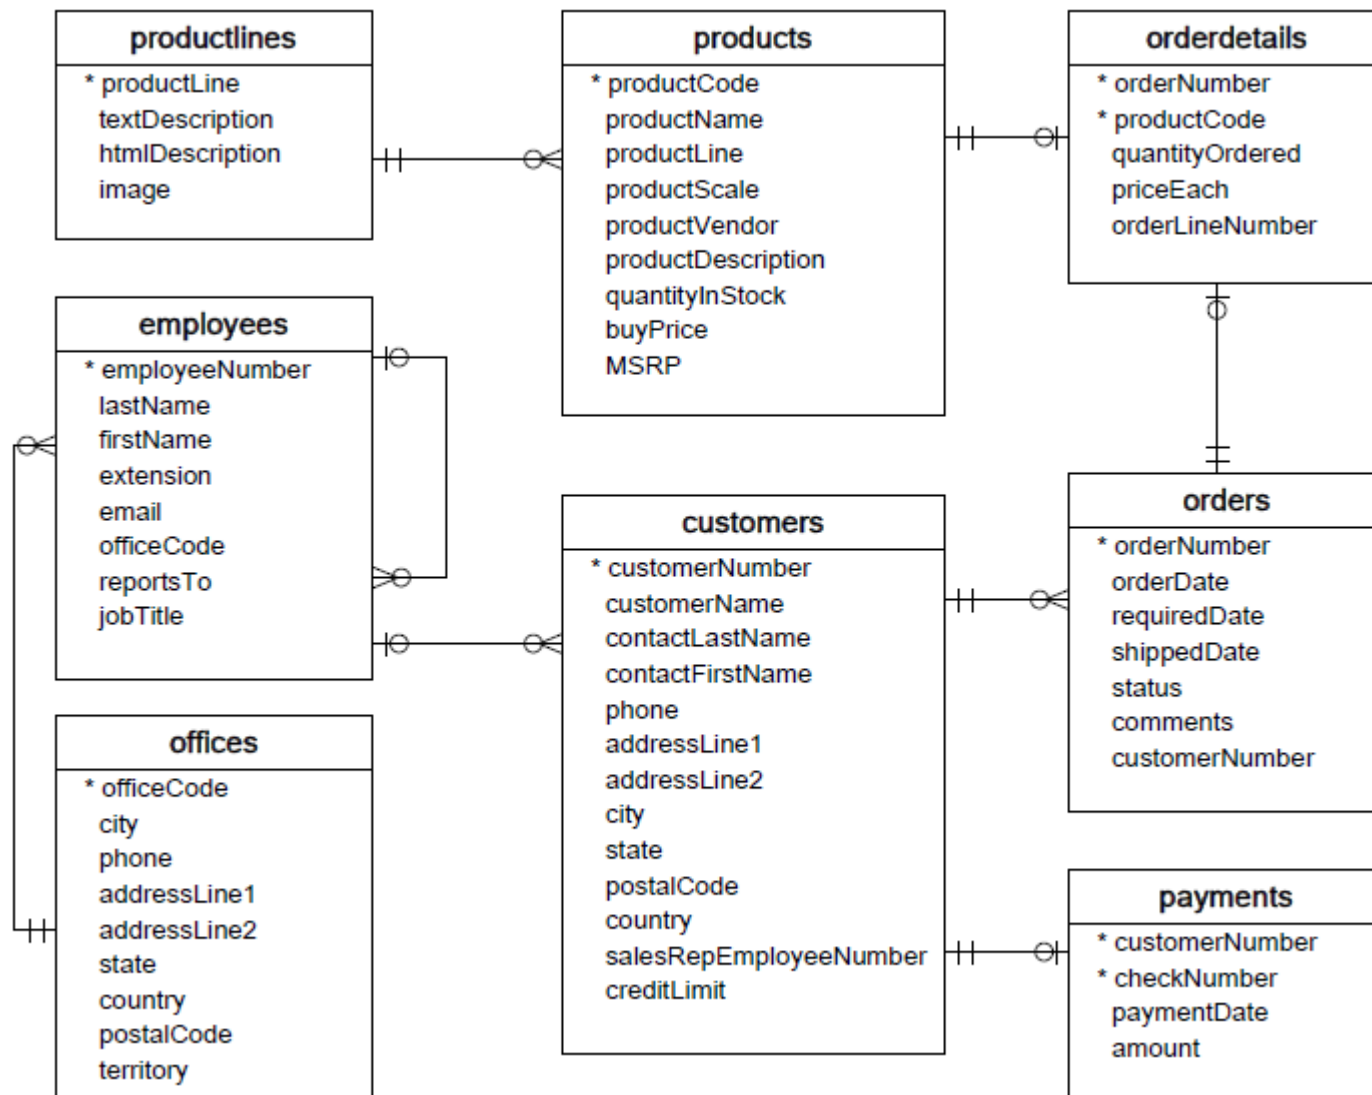 productlines
* productLine
textDescription
htmlDescription
image
products
* productCode
productName
productLine
productScale
productVendor
productDescription
quantityInStock
buyPrice
MSRP
orderdetails
* orderNumber
* productCode
quantityOrdered
priceEach
orderLineNumber
employees
* employeeNumber
lastName
firstName
extension
email
officeCode
reportsTo
jobTitle
customers
* customerNumber
customerName
contactLastName
contactFirstName
phone
addressLine1
addressLine2
city
state
postalCode
country
salesRepEmployeeNumber
creditLimit
orders
* orderNumber
orderDate
requiredDate
shippedDate
status
comments
customerNumber
offices
* officeCode
city
phone
addressLine1
addressLine2
state
country
postalCode
territory
payments
* customerNumber
* checkNumber
paymentDate
amount